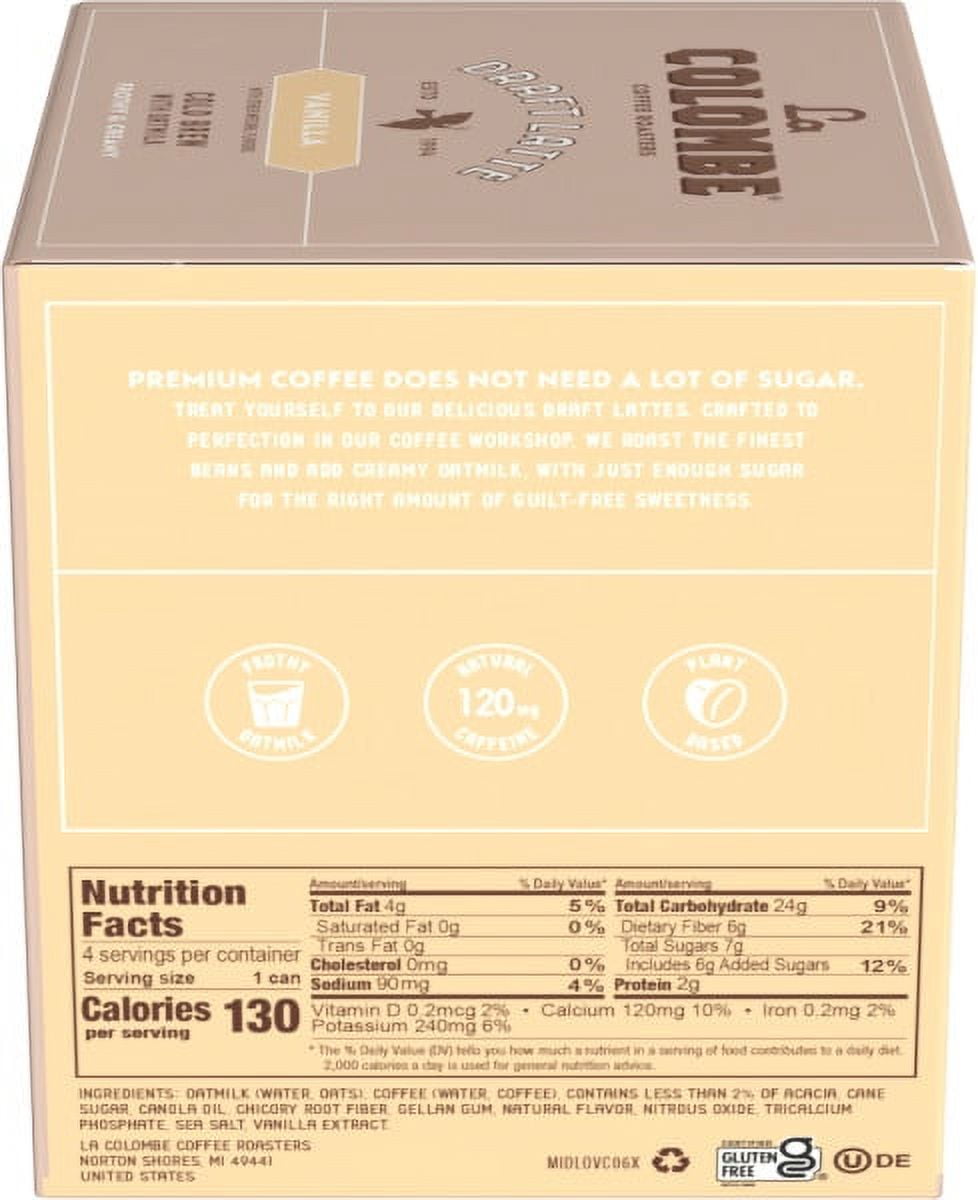 La
COLOMBE
COFFEE ROASTERS
DRAFT LATTE
ESTD 1994
VANILLA
COLD BREW
WITH OATMILK
FROTHY & CREAMY
PREMIUM COFFEE DOES NOT NEED A LOT OF SUGAR.
TREAT YOURSELF TO OUR DELICIOUS DRAFT LATTES. CRAFTED TO
PERFECTION IN OUR COFFEE WORKSHOP. WE ROAST THE FINEST
BEANS AND ADD CREAMY OATMILK, WITH JUST ENOUGH SUGAR
FOR THE RIGHT AMOUNT OF GUILT-FREE SWEETNESS.
FROTHY
OATMILK
NATURAL
120mg
CAFFEINE
PLANT
BASED
Nutrition
Facts
4 servings per container
Serving size 1 can
Calories 130
per serving
Amount/serving % Daily Value*
Total Fat 4g 5%
Saturated Fat 0g 0%
Trans Fat 0g
Cholesterol 0mg 0%
Sodium 90mg 4%
Amount/serving % Daily Value*
Total Carbohydrate 24g 9%
Dietary Fiber 6g 21%
Total Sugars 7g
Includes 6g Added Sugars 12%
Protein 2g
Vitamin D 0.2mcg 2% • Calcium 120mg 10% • Iron 0.2mg 2%
Potassium 240mg 6%
* The % Daily Value (DV) tells you how much a nutrient in a serving of food contributes to a daily diet.
2,000 calories a day is used for general nutrition advice.
INGREDIENTS: OATMILK (WATER, OATS), COFFEE (WATER, COFFEE), CONTAINS LESS THAN 2% OF ACACIA, CANE
SUGAR, CANOLA OIL, CHICORY ROOT FIBER, GELLAN GUM, NATURAL FLAVOR, NITROUS OXIDE, TRICALCIUM
PHOSPHATE, SEA SALT, VANILLA EXTRACT.
LA COLOMBE COFFEE ROASTERS
NORTON SHORES, MI 49441
UNITED STATES
MIDLOVC06X
CERTIFIED
GLUTEN
FREE
U DE